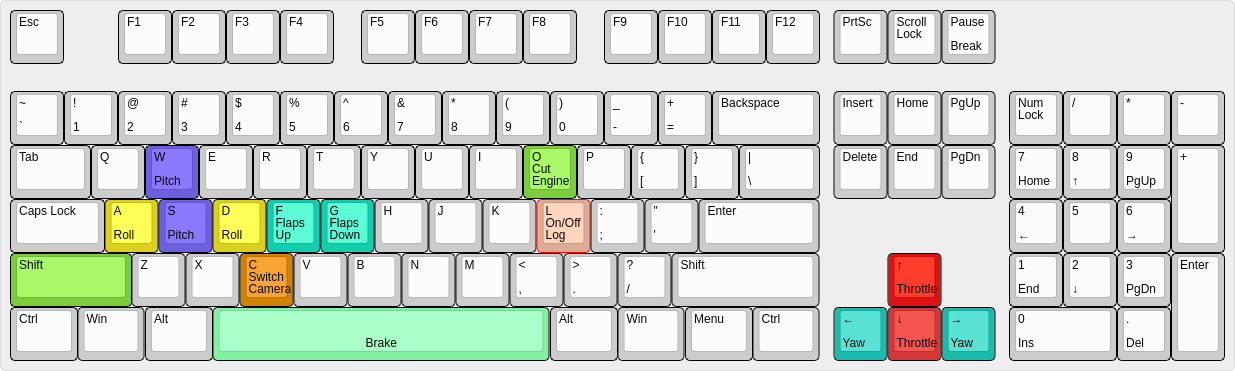 Esc F1 F2 F3 F4 F5 F6 F7 F8 F9 F10 F11 F12 PrtSc Scroll Lock Pause Break
~ ` ! 1 @ 2 # 3 $ 4 % 5 ^ 6 & 7 * 8 ( 9 ) 0 _ - + = Backspace Insert Home PgUp Num Lock / * -
Tab Q W Pitch E R T Y U I O Cut Engine P { [ } ] | \ Delete End PgDn 7 Home 8 ↑ 9 PgUp +
Caps Lock A Roll S Pitch D Roll F Flaps Up G Flaps Down H J K L On/Off Log : ; " ' Enter 4 ← 5 6 →
Shift Z X C Switch Camera V B N M < , > . ? / Shift ↑ Throttle 1 End 2 ↓ 3 PgDn Enter
Ctrl Win Alt Brake Alt Win Menu Ctrl ← Yaw ↓ Throttle → Yaw 0 Ins . Del